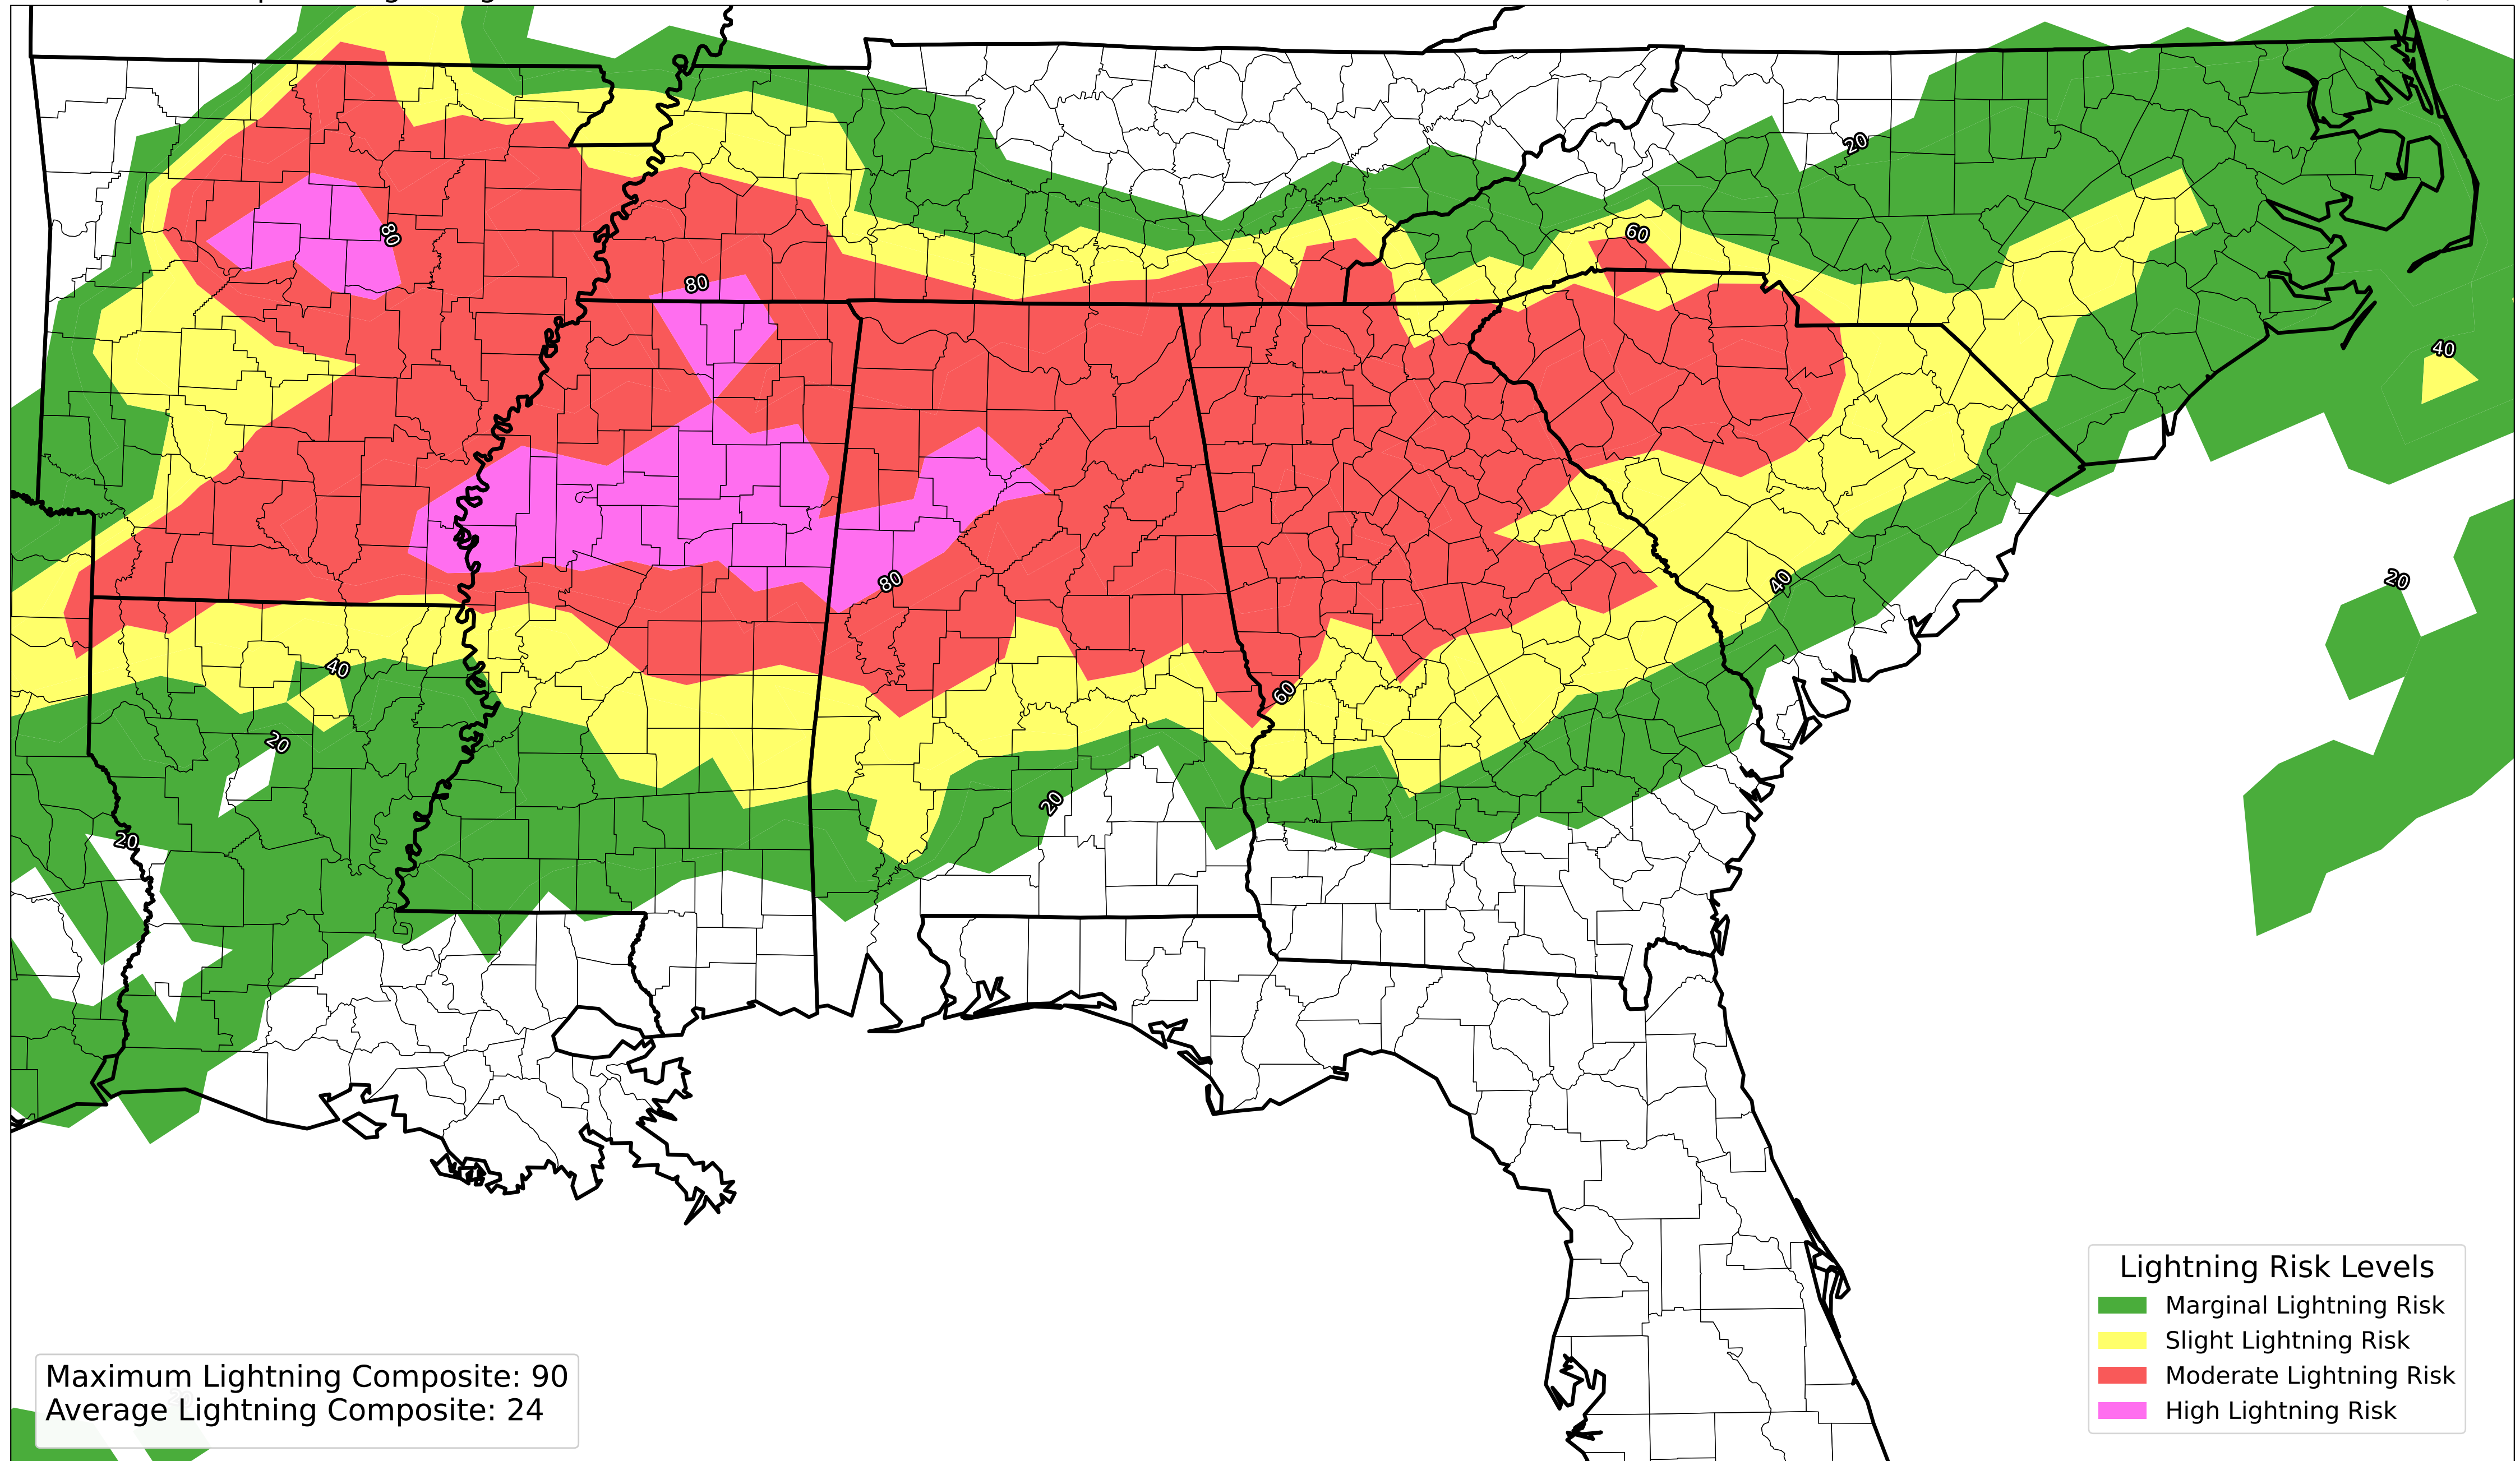 20
60
80
80
40
20
80
40
40
60
20
20
20
Lightning Risk Levels
Marginal Lightning Risk
Slight Lightning Risk
Moderate Lightning Risk
High Lightning Risk
Maximum Lightning Composite: 90
Average Lightning Composite: 24